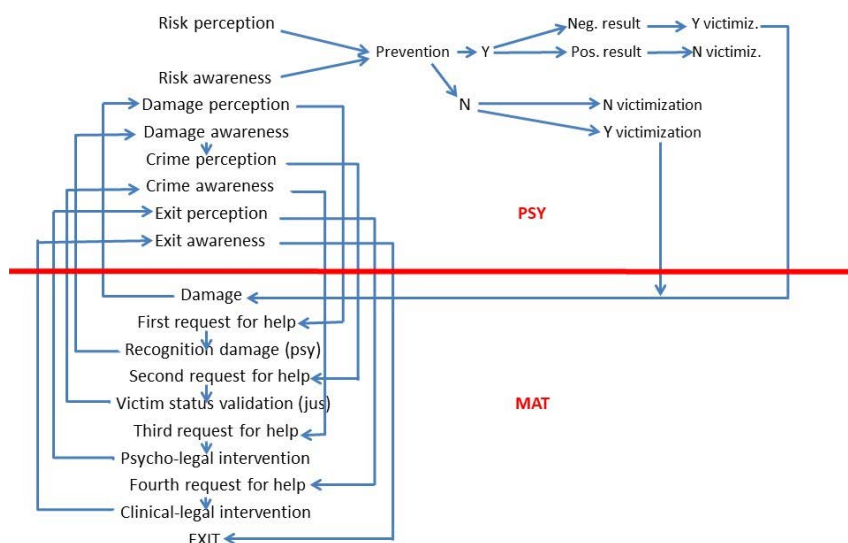 Risk perception
Neg. result
Y victimiz.
Prevention
Y
Pos. result
N victimiz.
Risk awareness
Damage perception
N
N victimization
Damage awareness
Y victimization
Crime perception
Crime awareness
Exit perception
PSY
Exit awareness
Damage
First request for help
Recognition damage (psy)
Second request for help
Victim status validation (jus)
MAT
Third request for help
Psycho-legal intervention
Fourth request for help
Clinical-legal intervention
EXIT